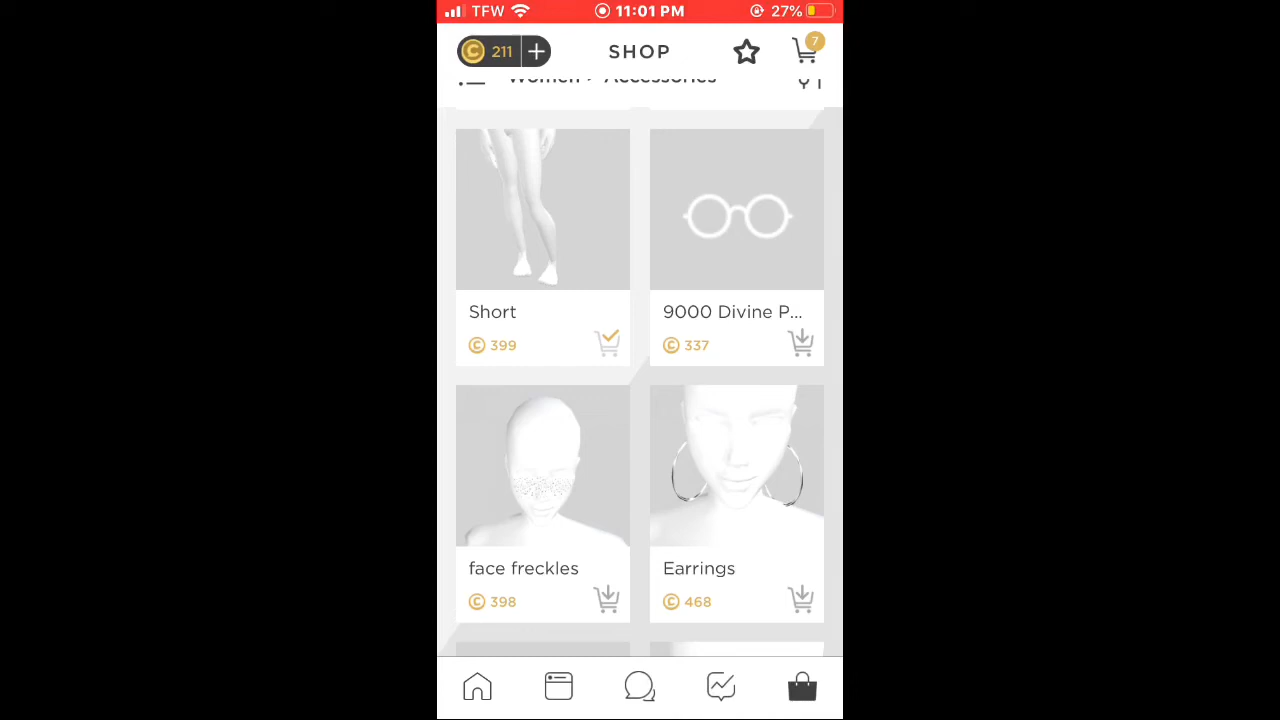 TFW 11:01 PM 27%
211 + SHOP 7
Women > Accessories
Short 9000 Divine P...
399 337
face freckles Earrings
398 468